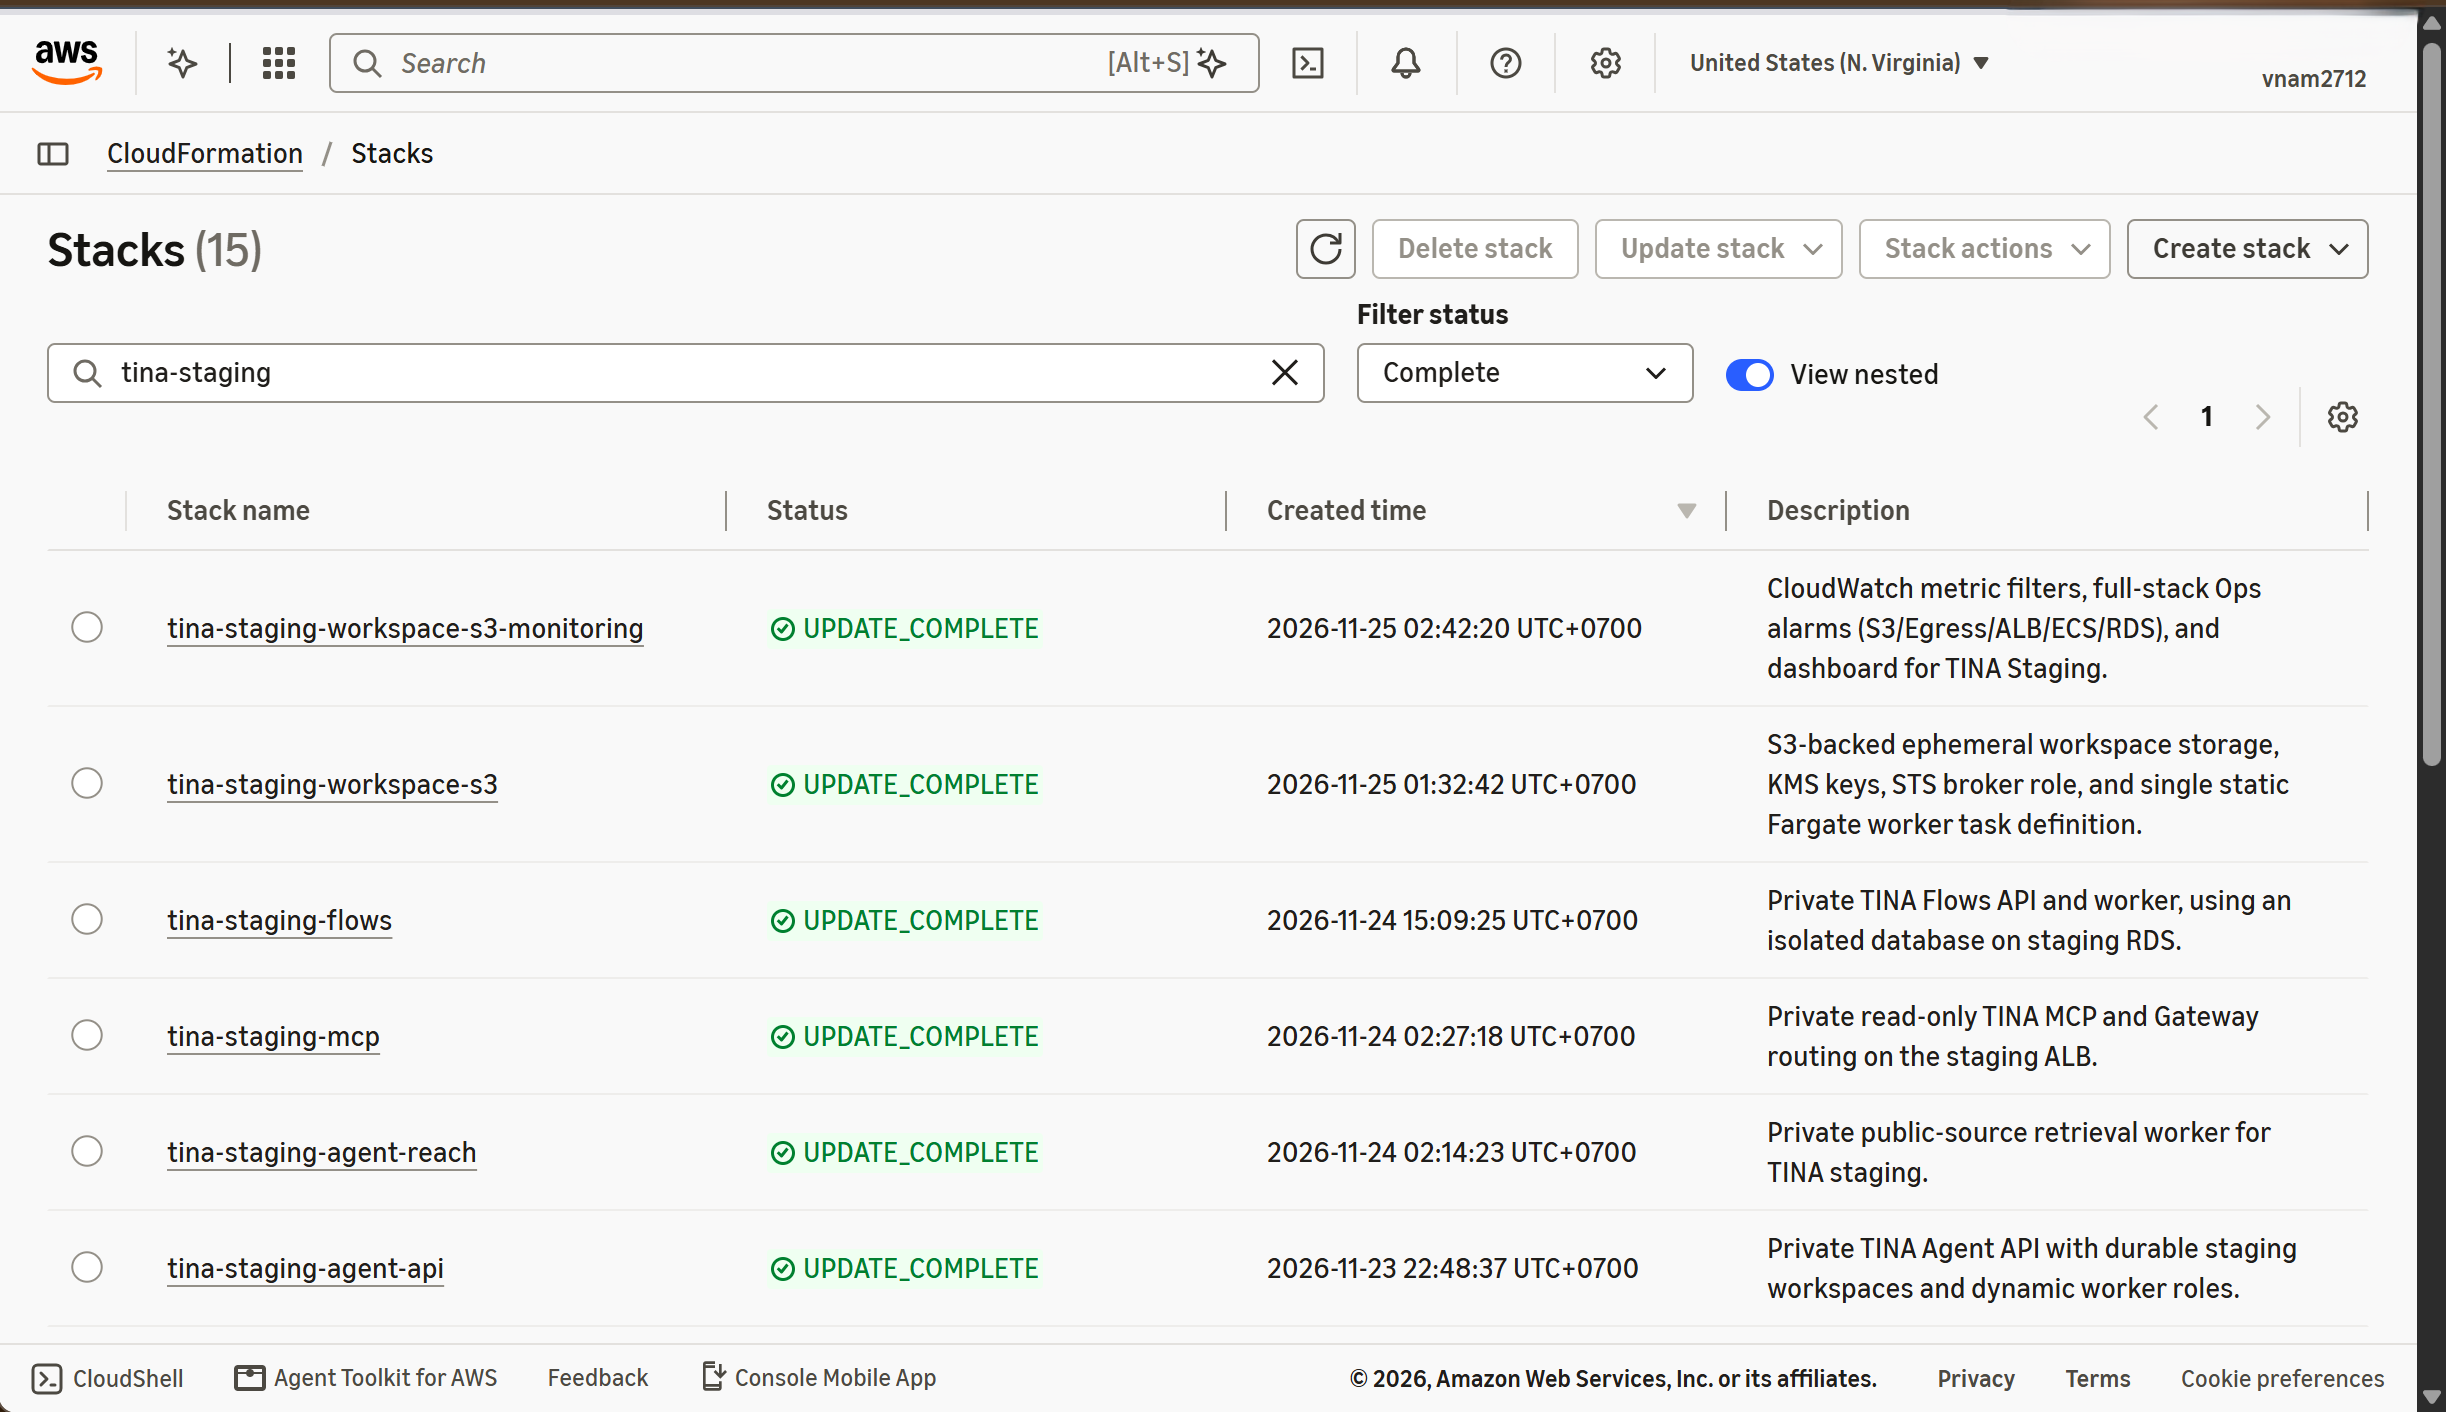 aws
Search [Alt+S]
United States (N. Virginia)
vnam2712
CloudFormation / Stacks
Stacks (15)
Delete stack
Update stack
Stack actions
Create stack
Filter status
tina-staging
Complete
View nested
1
Stack name
Status
Created time
Description
tina-staging-workspace-s3-monitoring
UPDATE_COMPLETE
2026-11-25 02:42:20 UTC+0700
CloudWatch metric filters, full-stack Ops
alarms (S3/Egress/ALB/ECS/RDS), and
dashboard for TINA Staging.
tina-staging-workspace-s3
UPDATE_COMPLETE
2026-11-25 01:32:42 UTC+0700
S3-backed ephemeral workspace storage,
KMS keys, STS broker role, and single static
Fargate worker task definition.
tina-staging-flows
UPDATE_COMPLETE
2026-11-24 15:09:25 UTC+0700
Private TINA Flows API and worker, using an
isolated database on staging RDS.
tina-staging-mcp
UPDATE_COMPLETE
2026-11-24 02:27:18 UTC+0700
Private read-only TINA MCP and Gateway
routing on the staging ALB.
tina-staging-agent-reach
UPDATE_COMPLETE
2026-11-24 02:14:23 UTC+0700
Private public-source retrieval worker for
TINA staging.
tina-staging-agent-api
UPDATE_COMPLETE
2026-11-23 22:48:37 UTC+0700
Private TINA Agent API with durable staging
workspaces and dynamic worker roles.
CloudShell
Agent Toolkit for AWS
Feedback
Console Mobile App
© 2026, Amazon Web Services, Inc. or its affiliates.
Privacy
Terms
Cookie preferences